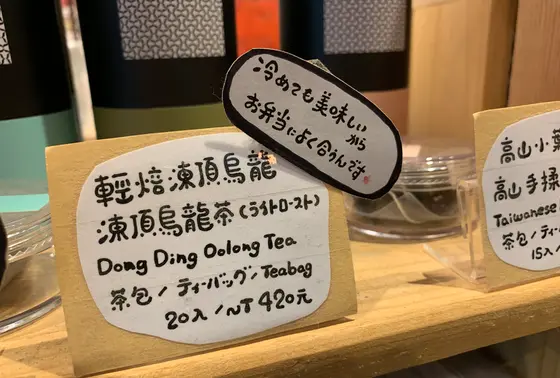 冷めても美味しいから
お弁当によく合うんです
輕焙凍頂烏龍
凍頂烏龍茶(ライトロースト)
Dong Ding Oolong Tea
茶包/ティーバッグ/Teabag
20入/NT420元
高山小葉
高山手揉
Taiwanese
茶包/ティー
15入/